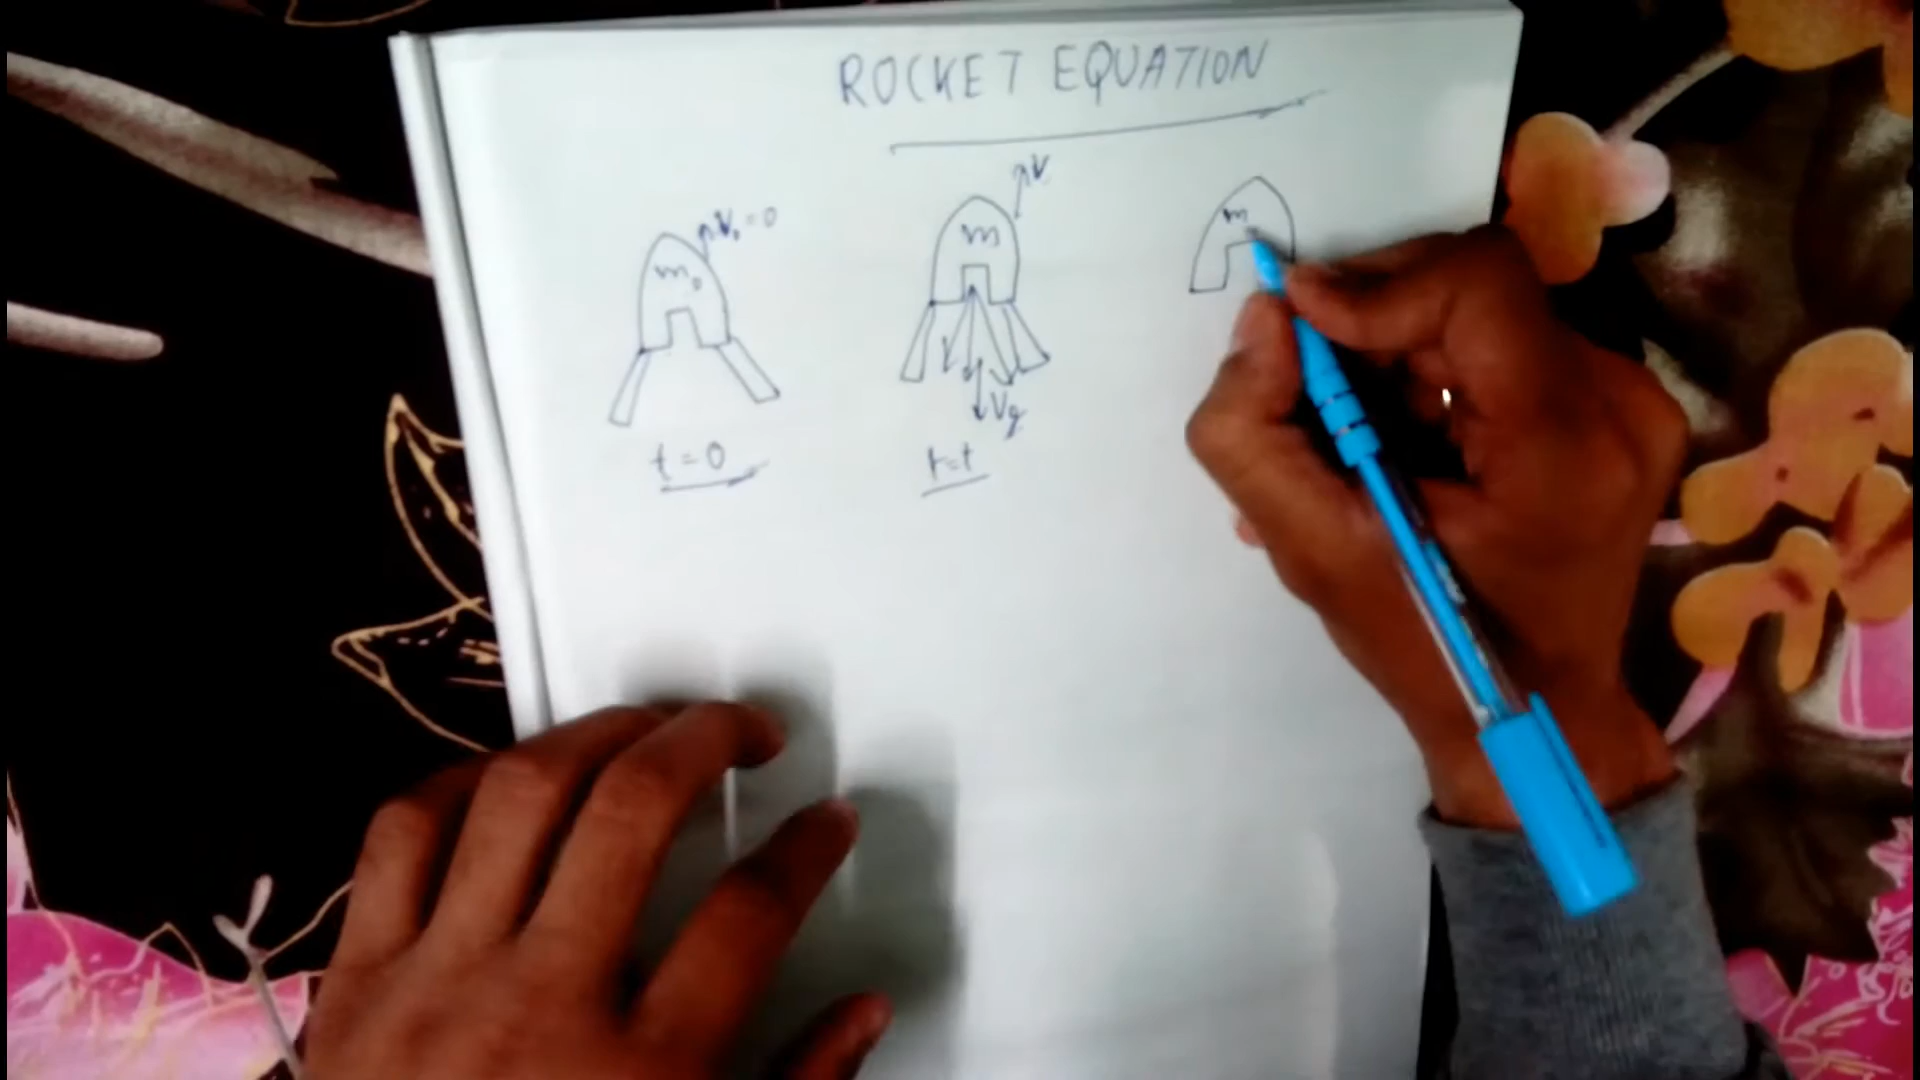 ROCKET EQUATION
V₀ = 0
m₀
t = 0
V
m
Vg
t=t
m